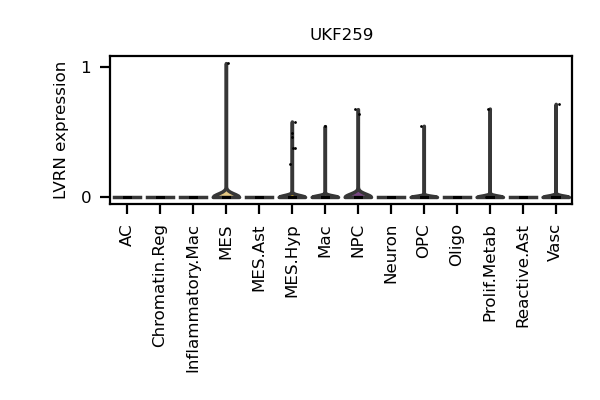 UKF259
LVRN expression
1
0
AC
Chromatin.Reg
Inflammatory.Mac
MES
MES.Ast
MES.Hyp
Mac
NPC
Neuron
OPC
Oligo
Prolif.Metab
Reactive.Ast
Vasc